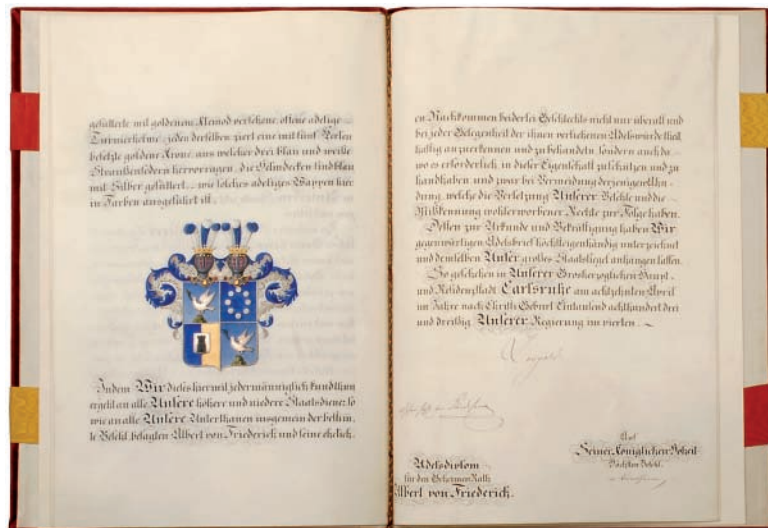 gefütterte mit goldenem Kleinod versehene offene adelige
Turnierhelme, jeden derselben ziert eine mit fünf Perlen
besetzte goldene Krone aus welcher drei blau und weiße
Straußenfedern hervorragen, die Helmdecken sind blau
mit Silber gefüttert, wie solches adeliges Wappen hier
in Farben ausgeführt ist.
Indem Wir dieses hiermit jedermänniglich kundthun
ergeht an alle Unsere höhere und niedere Staatsdiener, so
wie an alle Unsere Unterthanen insgemein der bestim,
te Befehl, besagten Albert von Friederich und seine ehelich,
en Nachkommen beiderlei Geschlechts nicht nur überall und
bei jeder Gelegenheit der ihnen verliehenen Adelswürde theil
haftig anzuerkennen und zu behandeln, sondern auch da
wo es erforderlich, in dieser Eigenschaft zu schützen und zu
handhaben und zwar bei Vermeidung derjenigen Ahn,
dung, welche die Verletzung Unserer Befehle und die
Mißkennung wohlerworbener Rechte zur Folge haben.
Dessen zur Urkunde und Bekräftigung haben Wir
gegenwärtigen Adelsbrief höchsteigenhändig unterzeichnet
und demselben Unser großes Staatssiegel anhängen lassen.
So geschehen in Unserer Großherzoglichen Haupt,
und Residenzstadt Carlsruhe am achtzehnten April
im Jahre nach Christi Geburt Eintausend achthundert drei
und dreißig Unserer Regierung im vierten.
Leopold
Auf
Seiner Königlichen Hoheit
Höchsten Befehl.
Adelsdiplom
für den Geheimen Rath
Albert von Friederich.